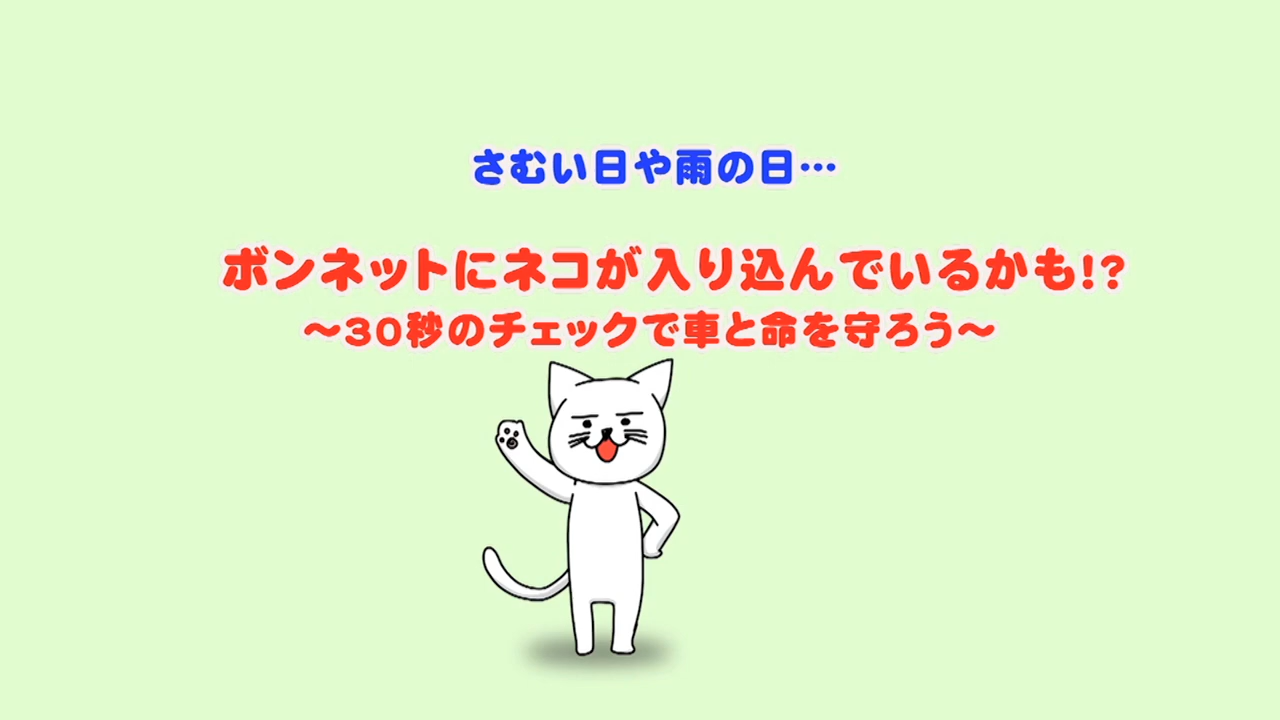 さむい日や雨の日…
ボンネットにネコが入り込んでいるかも!?
～30秒のチェックで車と命を守ろう～